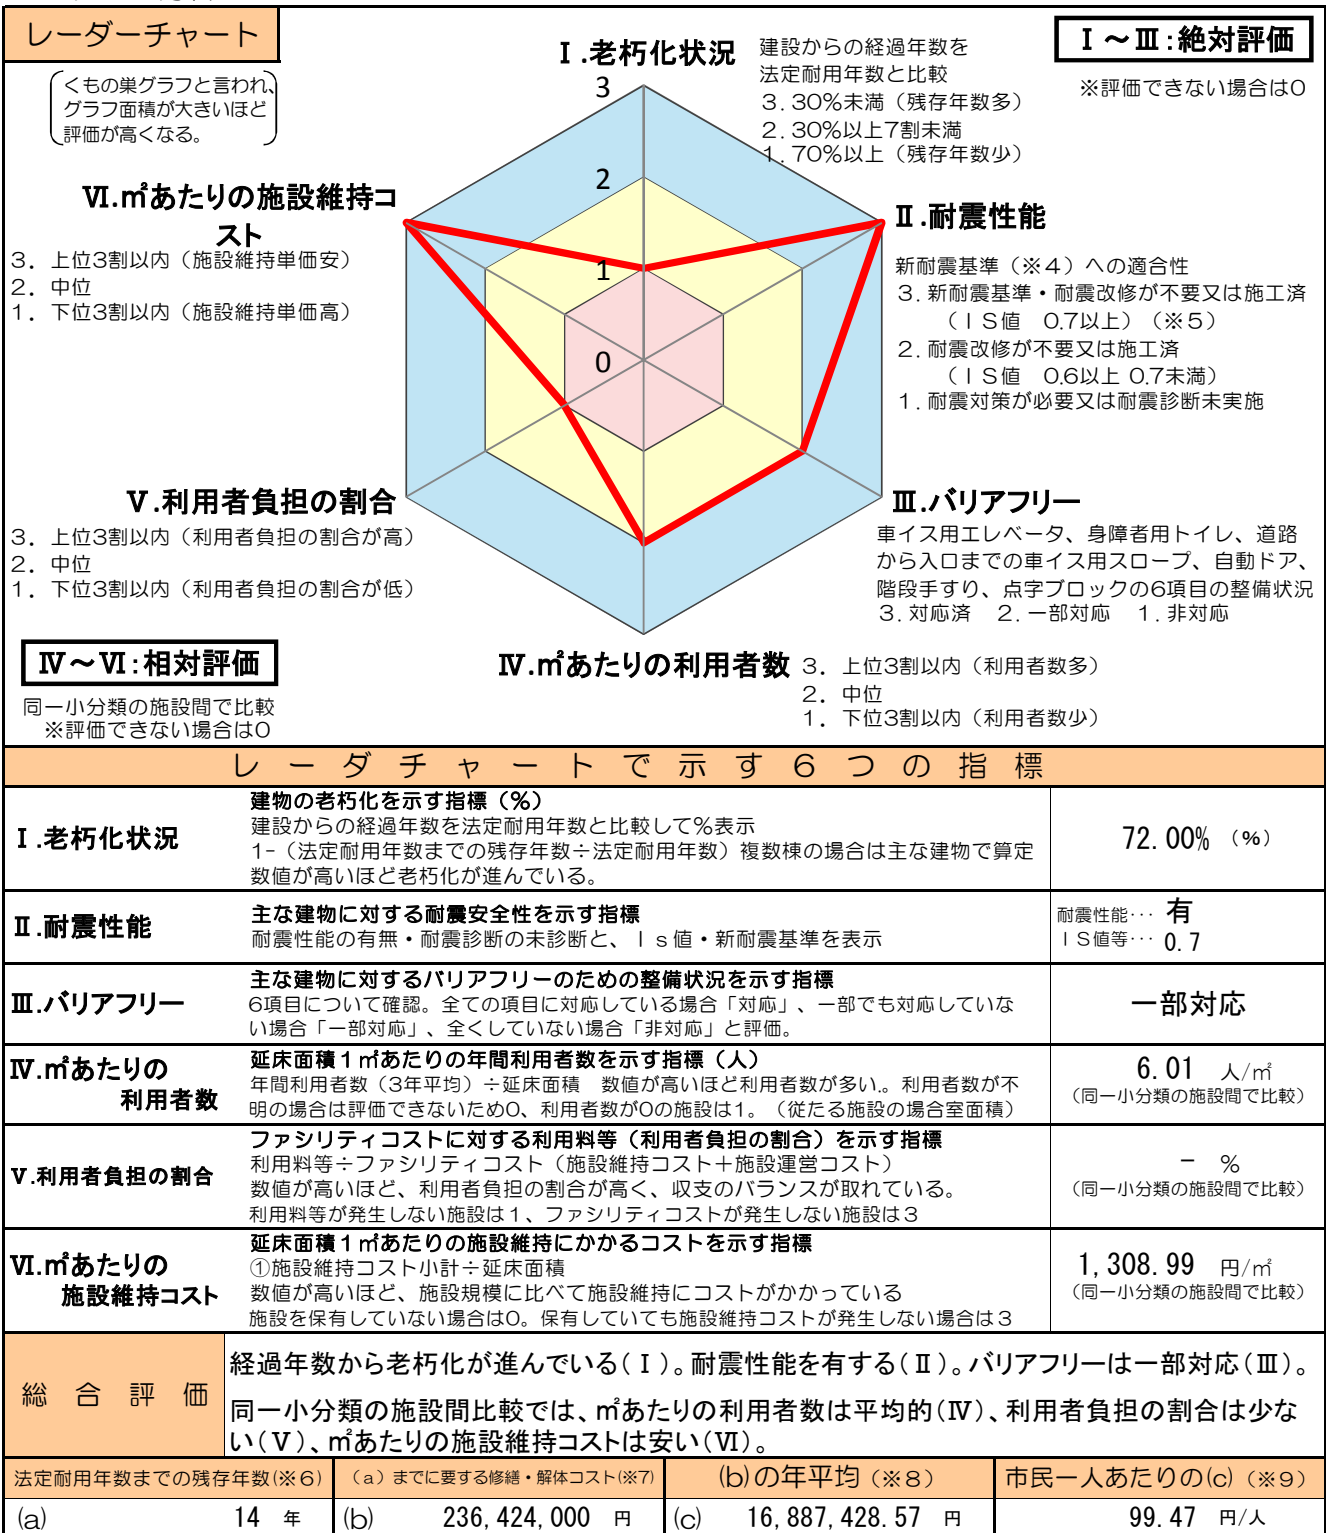 レーダーチャート
くもの巣グラフと言われ、
グラフ面積が大きいほど
評価が高くなる。
Ⅰ～Ⅲ:絶対評価
※評価できない場合は0
Ⅰ.老朽化状況
建設からの経過年数を
法定耐用年数と比較
3.30%未満（残存年数多）
2.30%以上7割未満
1.70%以上（残存年数少）
3
2
1
0
Ⅵ.㎡あたりの施設維持コ
スト
3．上位3割以内（施設維持単価安）
2．中位
1．下位3割以内（施設維持単価高）
Ⅱ.耐震性能
新耐震基準（※4）への適合性
3.新耐震基準・耐震改修が不要又は施工済
（ＩＳ値　0.7以上）（※5）
2.耐震改修が不要又は施工済
（ＩＳ値　0.6以上 0.7未満）
1.耐震対策が必要又は耐震診断未実施
Ⅴ.利用者負担の割合
3．上位3割以内（利用者負担の割合が高）
2．中位
1．下位3割以内（利用者負担の割合が低）
Ⅲ.バリアフリー
車イス用エレベータ、身障者用トイレ、道路
から入口までの車イス用スロープ、自動ドア、
階段手すり、点字ブロックの6項目の整備状況
3.対応済　2.一部対応　1.非対応
Ⅳ～Ⅵ:相対評価
同一小分類の施設間で比較
※評価できない場合は0
Ⅳ.㎡あたりの利用者数
3．上位3割以内（利用者数多）
2．中位
1．下位3割以内（利用者数少）
レーダチャートで示す6つの指標
Ⅰ.老朽化状況
建物の老朽化を示す指標（%）
建設からの経過年数を法定耐用年数と比較して%表示
1-（法定耐用年数までの残存年数÷法定耐用年数）複数棟の場合は主な建物で算定
数値が高いほど老朽化が進んでいる。
72.00%（%）
Ⅱ.耐震性能
主な建物に対する耐震安全性を示す指標
耐震性能の有無・耐震診断の未診断と、Ｉｓ値・新耐震基準を表示
耐震性能… 有
ＩＳ値等… 0.7
Ⅲ.バリアフリー
主な建物に対するバリアフリーのための整備状況を示す指標
6項目について確認。全ての項目に対応している場合「対応」、一部でも対応していな
い場合「一部対応」、全くしていない場合「非対応」と評価。
一部対応
Ⅳ.㎡あたりの
利用者数
延床面積１㎡あたりの年間利用者数を示す指標（人）
年間利用者数（3年平均）÷延床面積　数値が高いほど利用者数が多い。利用者数が不
明の場合は評価できないため0、利用者数が0の施設は1。（従たる施設の場合室面積）
6.01 人/㎡
（同一小分類の施設間で比較）
Ⅴ.利用者負担の割合
ファシリティコストに対する利用料等（利用者負担の割合）を示す指標
利用料等÷ファシリティコスト（施設維持コスト＋施設運営コスト）
数値が高いほど、利用者負担の割合が高く、収支のバランスが取れている。
利用料等が発生しない施設は１、ファシリティコストが発生しない施設は３
－ %
（同一小分類の施設間で比較）
Ⅵ.㎡あたりの
施設維持コスト
延床面積１㎡あたりの施設維持にかかるコストを示す指標
①施設維持コスト小計÷延床面積
数値が高いほど、施設規模に比べて施設維持にコストがかかっている
施設を保有していない場合は0。保有していても施設維持コストが発生しない場合は３
1,308.99 円/㎡
（同一小分類の施設間で比較）
総合評価
経過年数から老朽化が進んでいる(Ⅰ)。耐震性能を有する(Ⅱ)。バリアフリーは一部対応(Ⅲ)。
同一小分類の施設間比較では、㎡あたりの利用者数は平均的(Ⅳ)、利用者負担の割合は少な
い(Ⅴ)、㎡あたりの施設維持コストは安い(Ⅵ)。
法定耐用年数までの残存年数(※6)
（a）までに要する修繕・解体コスト(※7)
(b)の年平均（※8）
市民一人あたりの(c)（※9）
(a) 14 年
(b) 236,424,000 円
(c) 16,887,428.57 円
99.47 円/人